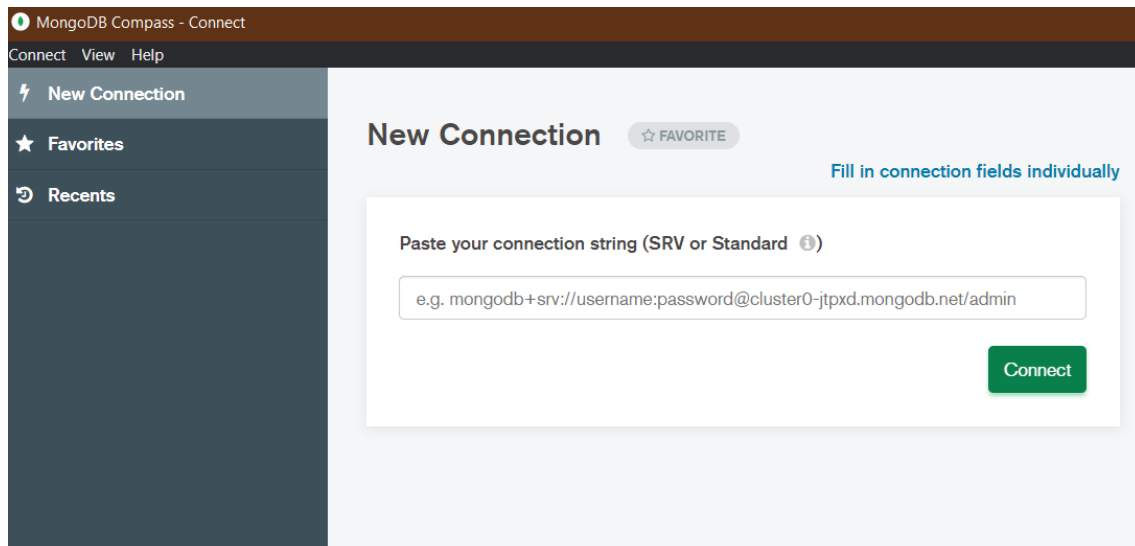 MongoDB Compass - Connect
Connect View Help
New Connection
Favorites
Recents
New Connection
FAVORITE
Fill in connection fields individually
Paste your connection string (SRV or Standard i)
e.g. mongodb+srv://username:password@cluster0-jtpxd.mongodb.net/admin
Connect